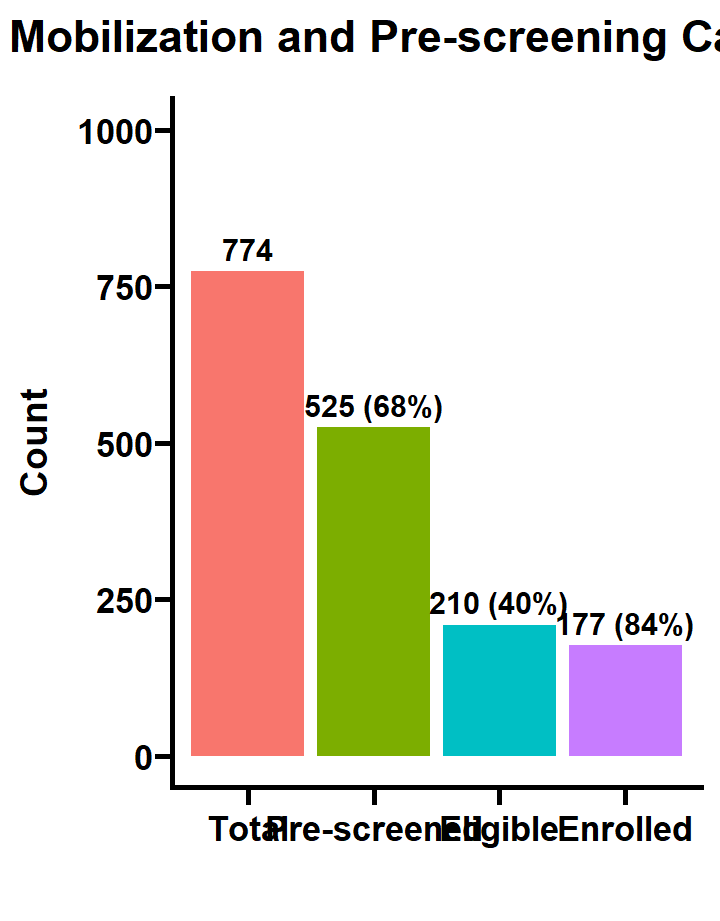 Mobilization and Pre-screening Ca
1000
750
500
250
0
Count
774
525 (68%)
210 (40%)
177 (84%)
Total
Pre-screened
Eligible
Enrolled